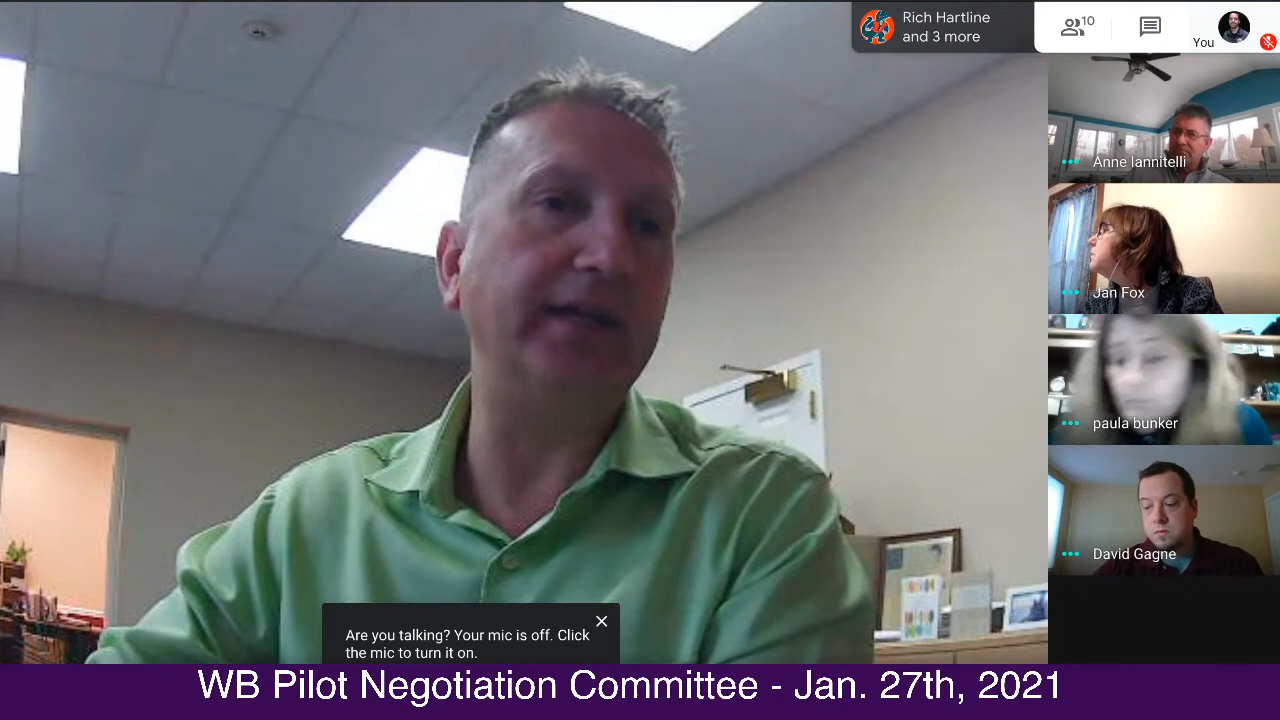 Rich Hartline
and 3 more
10
You
Anne Iannitelli
Jan Fox
paula bunker
David Gagne
Are you talking? Your mic is off. Click
the mic to turn it on.
WB Pilot Negotiation Committee - Jan. 27th, 2021